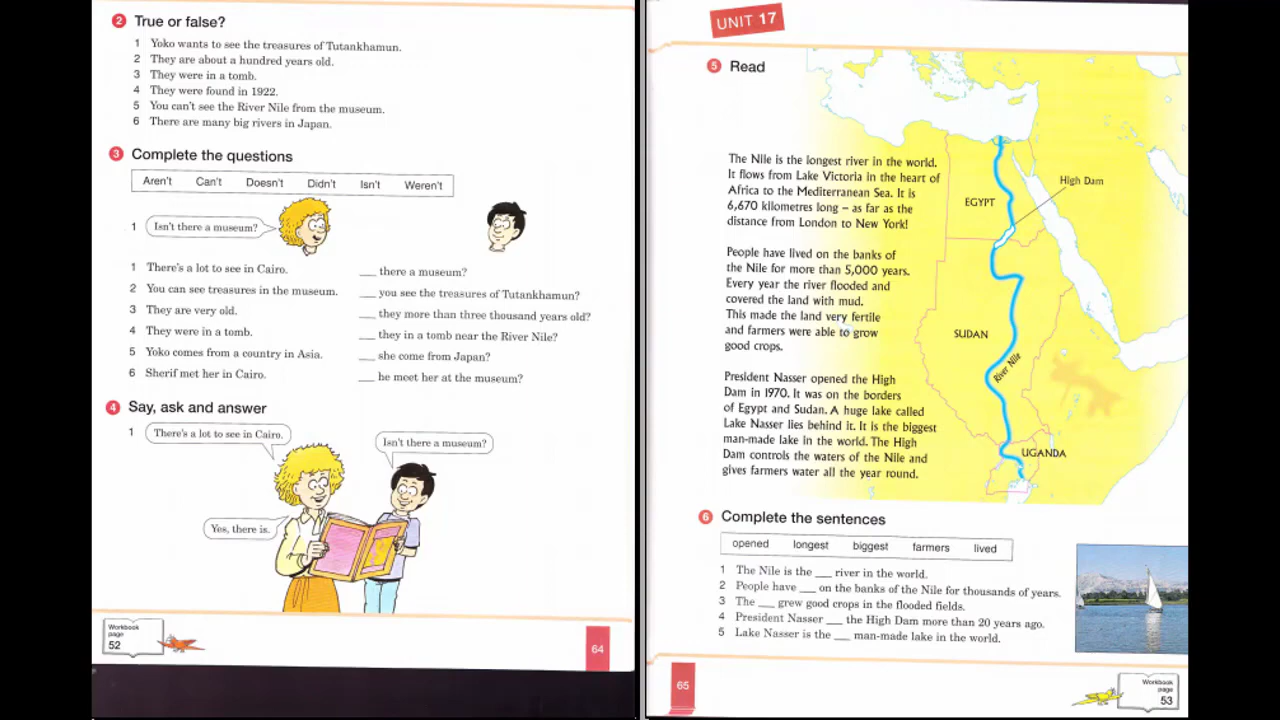 2 True or false?
1 Yoko wants to see the treasures of Tutankhamun.
2 They are about a hundred years old.
3 They were in a tomb.
4 They were found in 1922.
5 You can't see the River Nile from the museum.
6 There are many big rivers in Japan.
3 Complete the questions
Aren't Can't Doesn't Didn't Isn't Weren't
1 Isn't there a museum?
1 There's a lot to see in Cairo. ___ there a museum?
2 You can see treasures in the museum. ___ you see the treasures of Tutankhamun?
3 They are very old. ___ they more than three thousand years old?
4 They were in a tomb. ___ they in a tomb near the River Nile?
5 Yoko comes from a country in Asia. ___ she come from Japan?
6 Sherif met her in Cairo. ___ he meet her at the museum?
4 Say, ask and answer
1 There's a lot to see in Cairo.
Isn't there a museum?
Yes, there is.
Workbook
page
52
64
UNIT 17
5 Read
The Nile is the longest river in the world.
It flows from Lake Victoria in the heart of
Africa to the Mediterranean Sea. It is
6,670 kilometres long – as far as the
distance from London to New York!
People have lived on the banks of
the Nile for more than 5,000 years.
Every year the river flooded and
covered the land with mud.
This made the land very fertile
and farmers were able to grow
good crops.
President Nasser opened the High
Dam in 1970. It was on the borders
of Egypt and Sudan. A huge lake called
Lake Nasser lies behind it. It is the biggest
man-made lake in the world. The High
Dam controls the waters of the Nile and
gives farmers water all the year round.
High Dam
EGYPT
SUDAN
River Nile
UGANDA
6 Complete the sentences
opened longest biggest farmers lived
1 The Nile is the ___ river in the world.
2 People have ___ on the banks of the Nile for thousands of years.
3 The ___ grew good crops in the flooded fields.
4 President Nasser ___ the High Dam more than 20 years ago.
5 Lake Nasser is the ___ man-made lake in the world.
65
Workbook
page
53